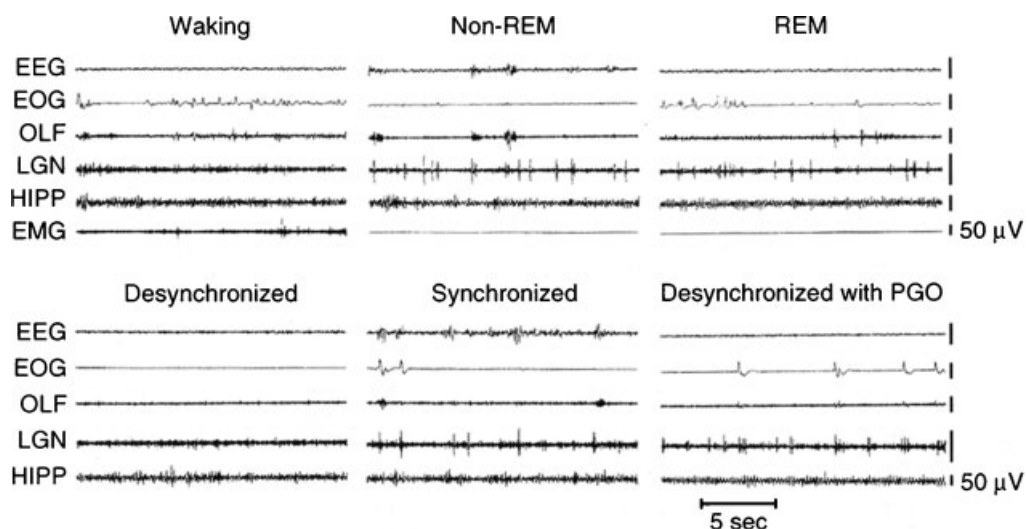 Waking Non-REM REM
EEG
EOG
OLF
LGN
HIPP
EMG
50 μV
Desynchronized Synchronized Desynchronized with PGO
EEG
EOG
OLF
LGN
HIPP
50 μV
5 sec